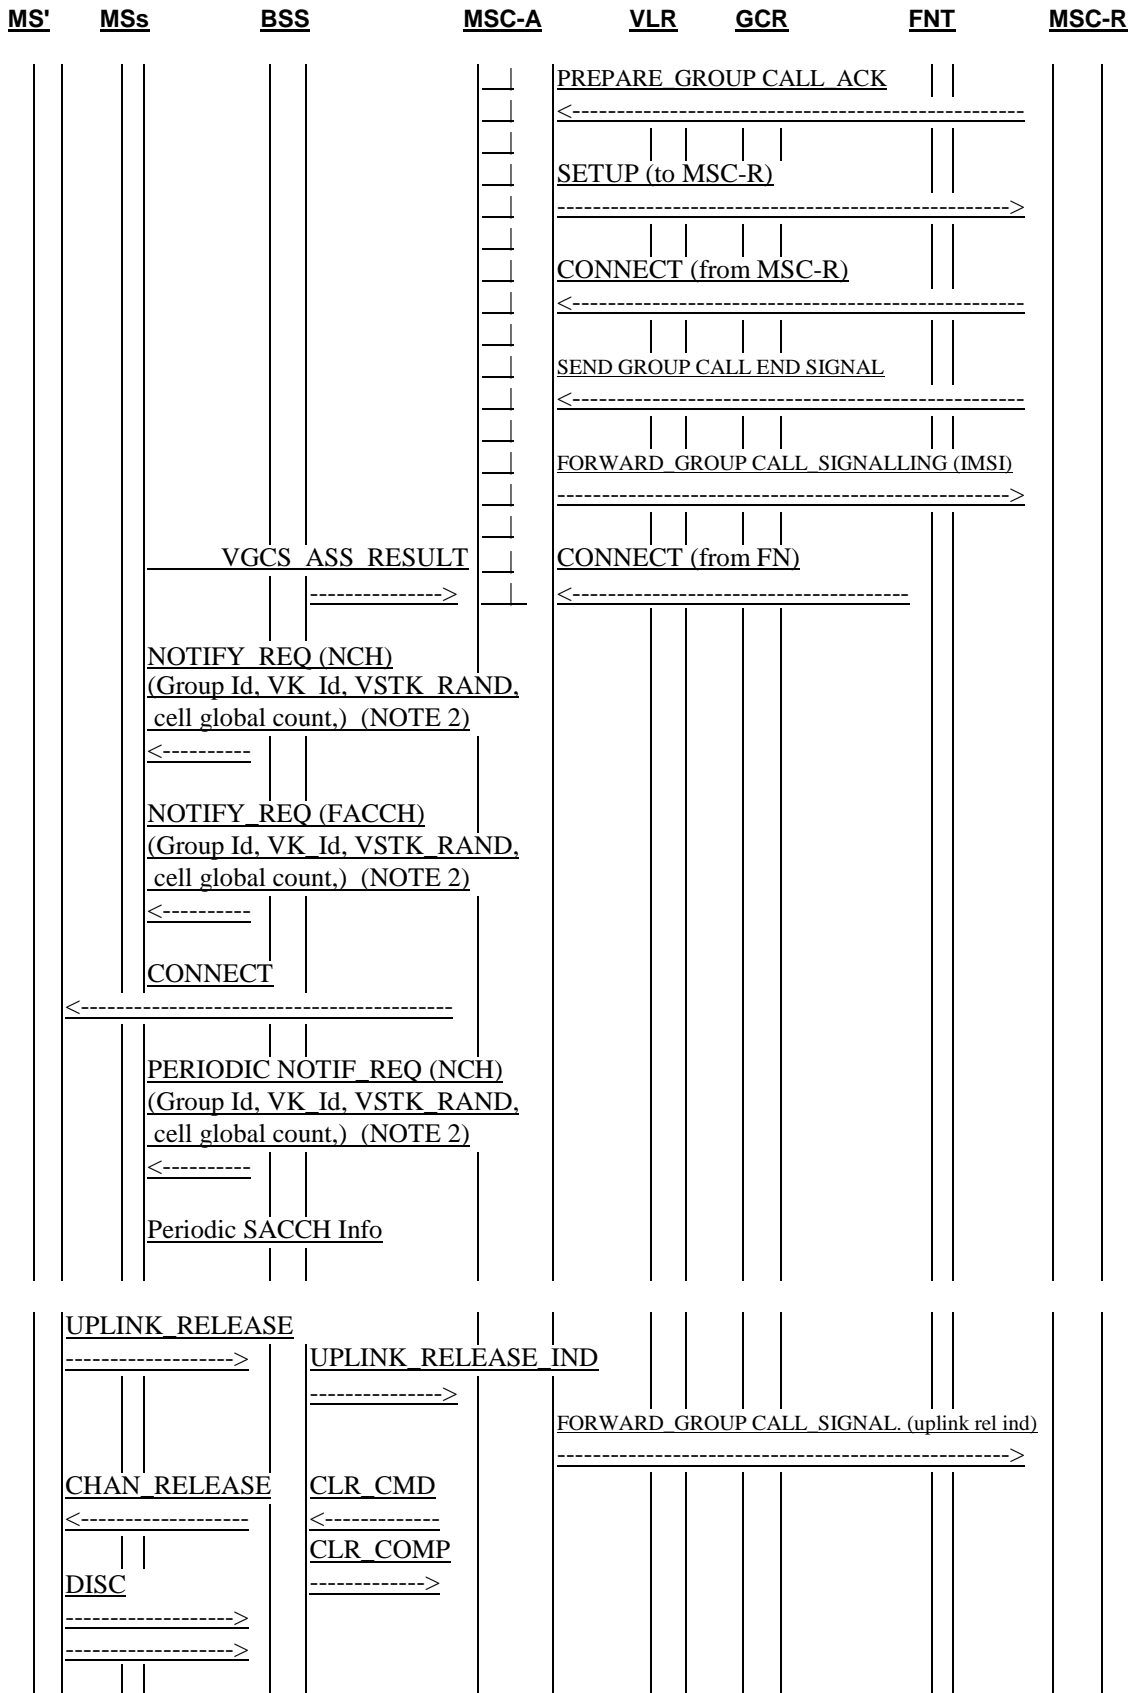 MS' MSs BSS MSC-A VLR GCR FNT MSC-R
PREPARE_GROUP CALL_ACK
<--------------------------------------------------
SETUP (to MSC-R)
-------------------------------------------------->
CONNECT (from MSC-R)
<--------------------------------------------------
SEND GROUP CALL END SIGNAL
<--------------------------------------------------
FORWARD_GROUP CALL_SIGNALLING (IMSI)
-------------------------------------------------->
VGCS_ASS_RESULT CONNECT (from FN)
---------------> <-------------------------------------
NOTIFY_REQ (NCH)
(Group Id, VK_Id, VSTK_RAND,
cell global count,) (NOTE 2)
<----------
NOTIFY_REQ (FACCH)
(Group Id, VK_Id, VSTK_RAND,
cell global count,) (NOTE 2)
<----------
CONNECT
<------------------------------------------
PERIODIC NOTIF_REQ (NCH)
(Group Id, VK_Id, VSTK_RAND,
cell global count,) (NOTE 2)
<----------
Periodic SACCH Info
UPLINK_RELEASE
------------------->
UPLINK_RELEASE_IND
--------------->
FORWARD_GROUP CALL_SIGNAL. (uplink rel ind)
-------------------------------------------------->
CHAN_RELEASE CLR_CMD
<------------------- <-------------
CLR_COMP
DISC ------------->
------------------->
------------------->